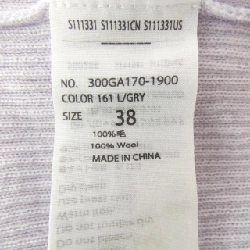 S111331 S111331CN S111331US
NO. 300GA170-1900
COLOR 161 L/GRY
SIZE 38
100%毛
100% Wool
MADE IN CHINA